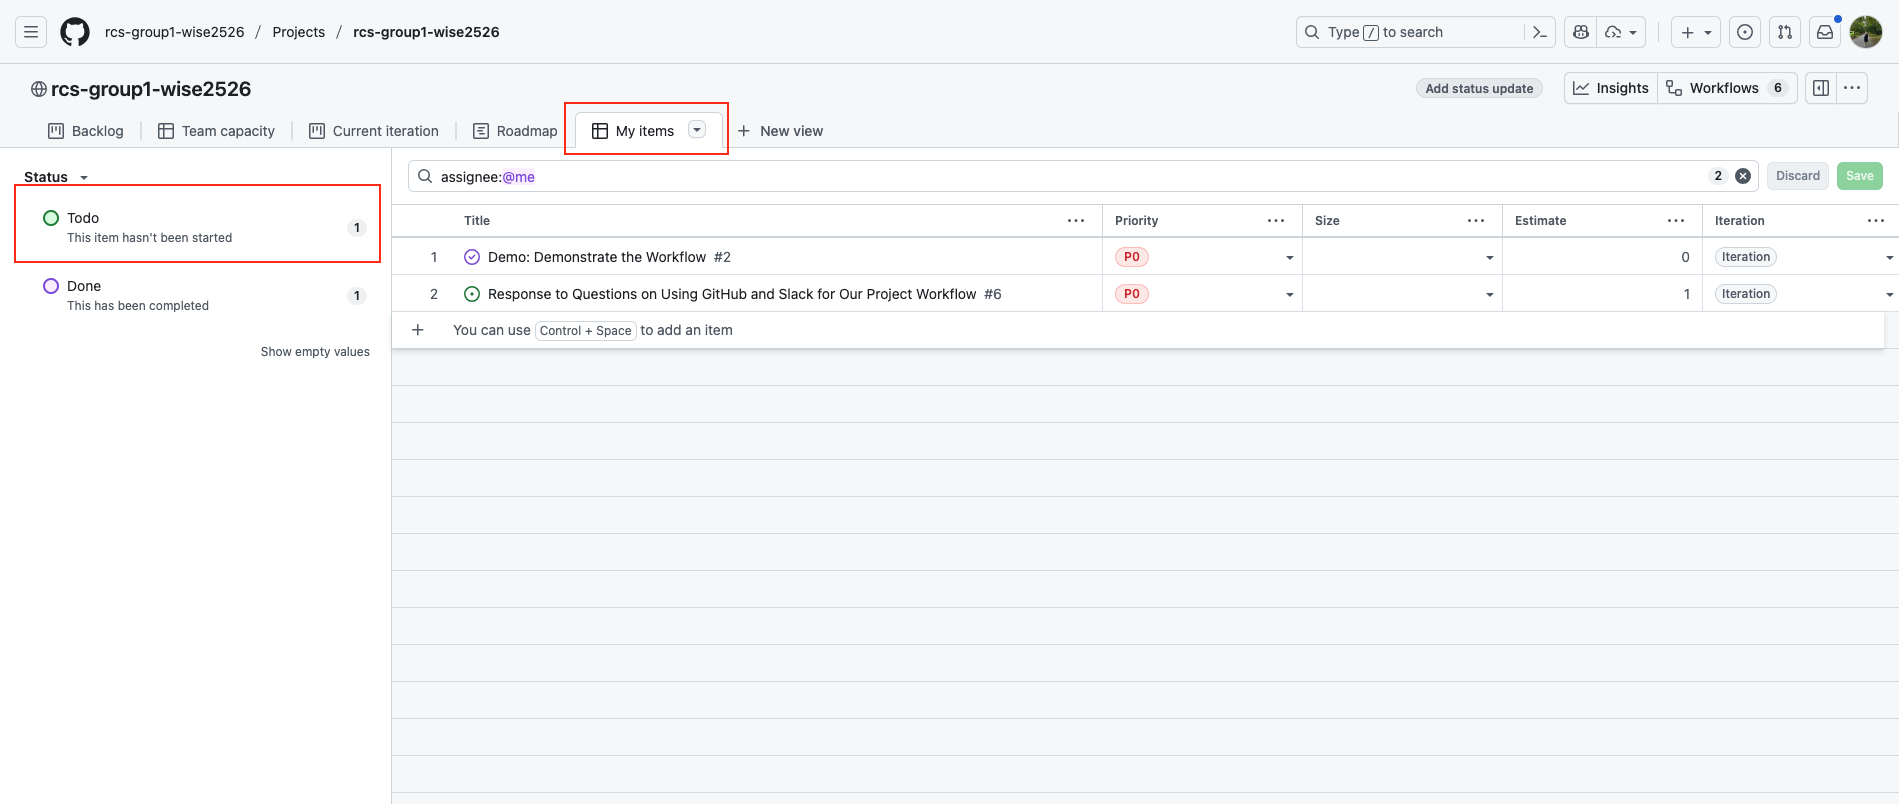 rcs-group1-wise2526 / Projects / rcs-group1-wise2526
Type / to search
rcs-group1-wise2526
Add status update
Insights
Workflows 6
Backlog
Team capacity
Current iteration
Roadmap
My items
New view
Status
Todo
This item hasn't been started
1
Done
This has been completed
1
Show empty values
assignee:@me
2
Discard
Save
Title
Priority
Size
Estimate
Iteration
1 Demo: Demonstrate the Workflow #2 P0 0 Iteration
2 Response to Questions on Using GitHub and Slack for Our Project Workflow #6 P0 1 Iteration
You can use Control + Space to add an item